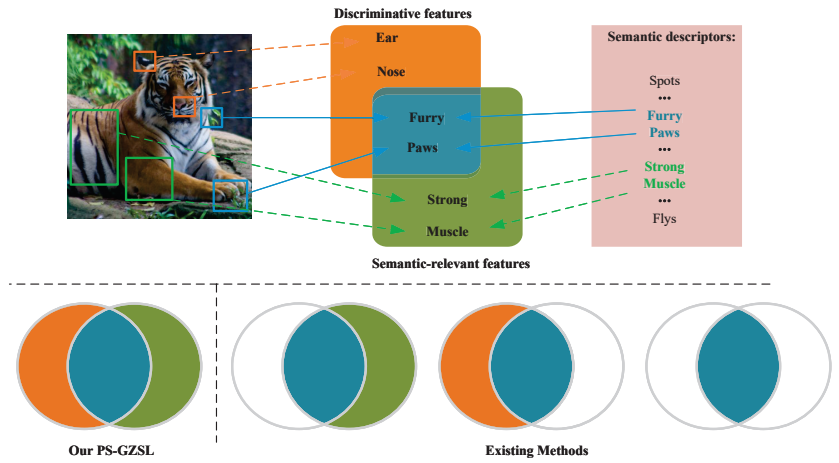 Discriminative features
Ear
Nose
Furry
Paws
Strong
Muscle
Semantic-relevant features
Semantic descriptors:
Spots
...
Furry
Paws
...
Strong
Muscle
...
Flys
Our PS-GZSL
Existing Methods